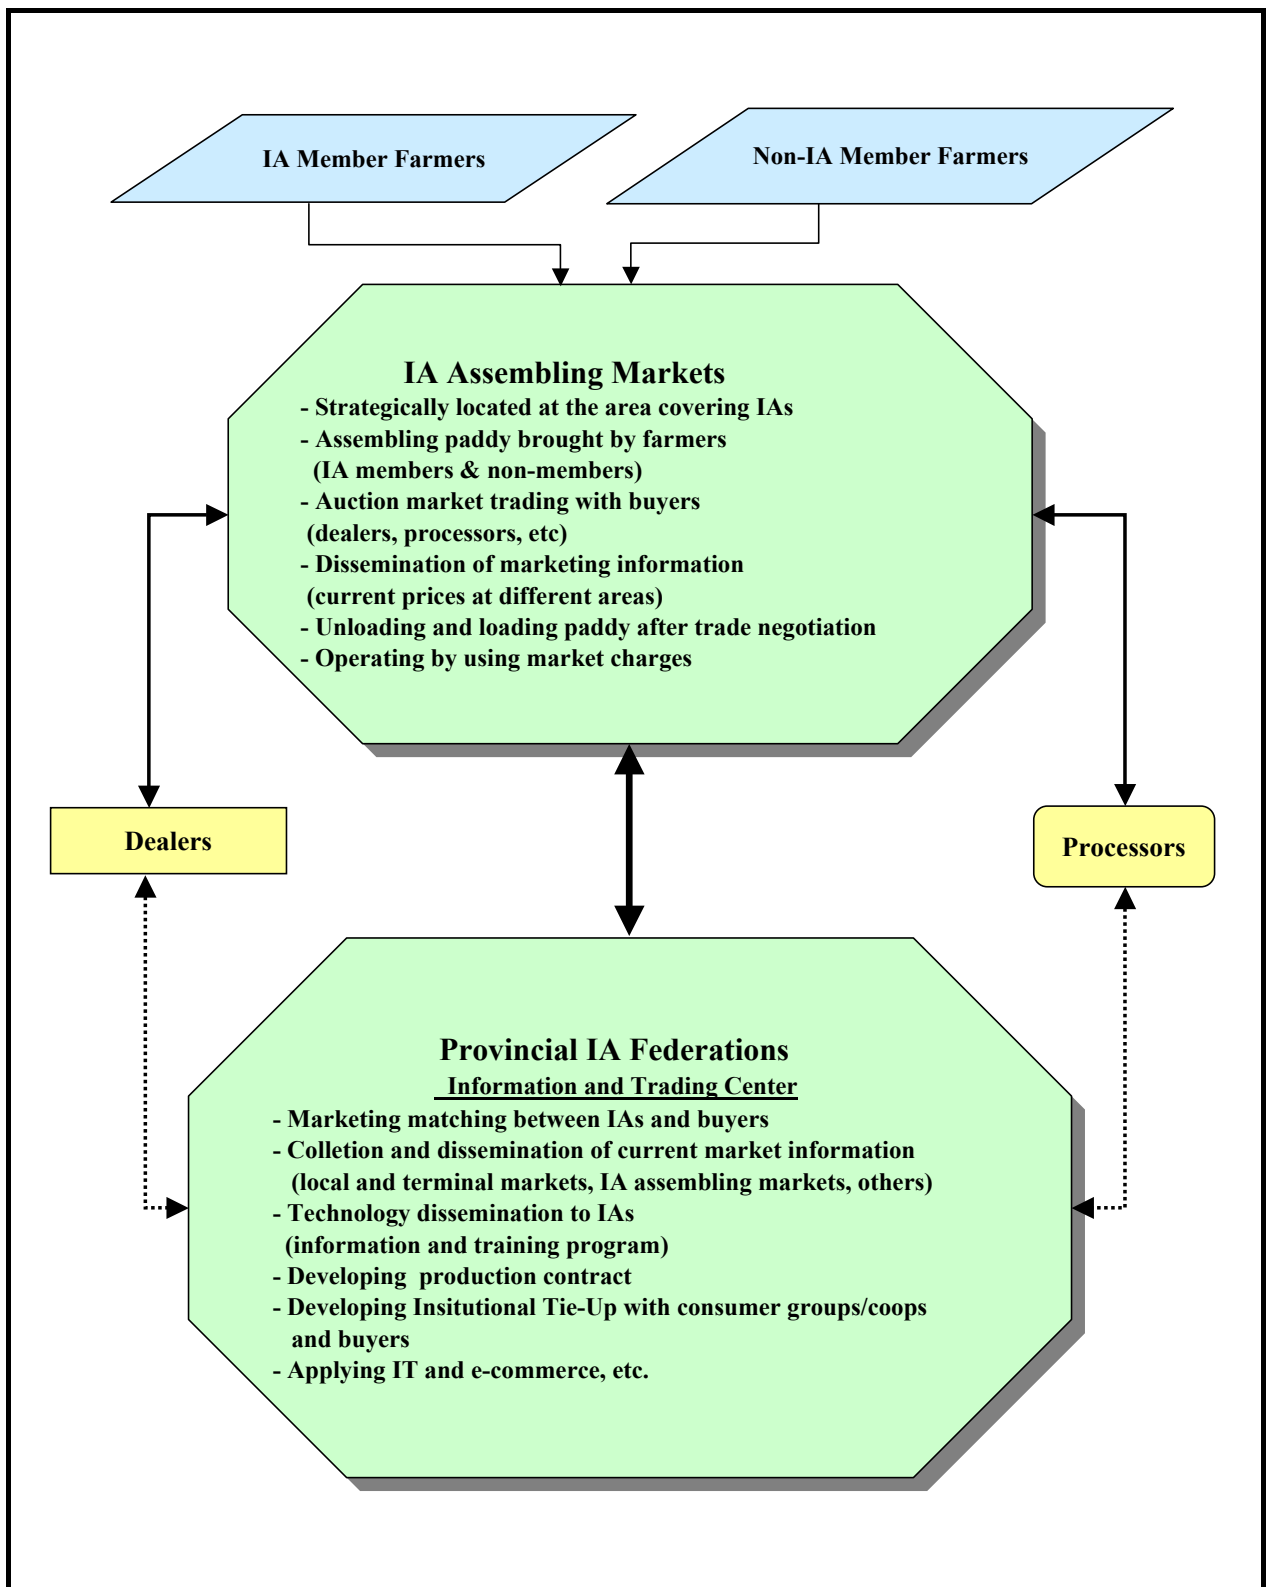 IA Member Farmers
Non-IA Member Farmers
IA Assembling Markets
- Strategically located at the area covering IAs
- Assembling paddy brought by farmers
(IA members & non-members)
- Auction market trading with buyers
(dealers, processors, etc)
- Dissemination of marketing information
(current prices at different areas)
- Unloading and loading paddy after trade negotiation
- Operating by using market charges
Dealers
Processors
Provincial IA Federations
Information and Trading Center
- Marketing matching between IAs and buyers
- Colletion and dissemination of current market information
(local and terminal markets, IA assembling markets, others)
- Technology dissemination to IAs
(information and training program)
- Developing production contract
- Developing Insitutional Tie-Up with consumer groups/coops
and buyers
- Applying IT and e-commerce, etc.